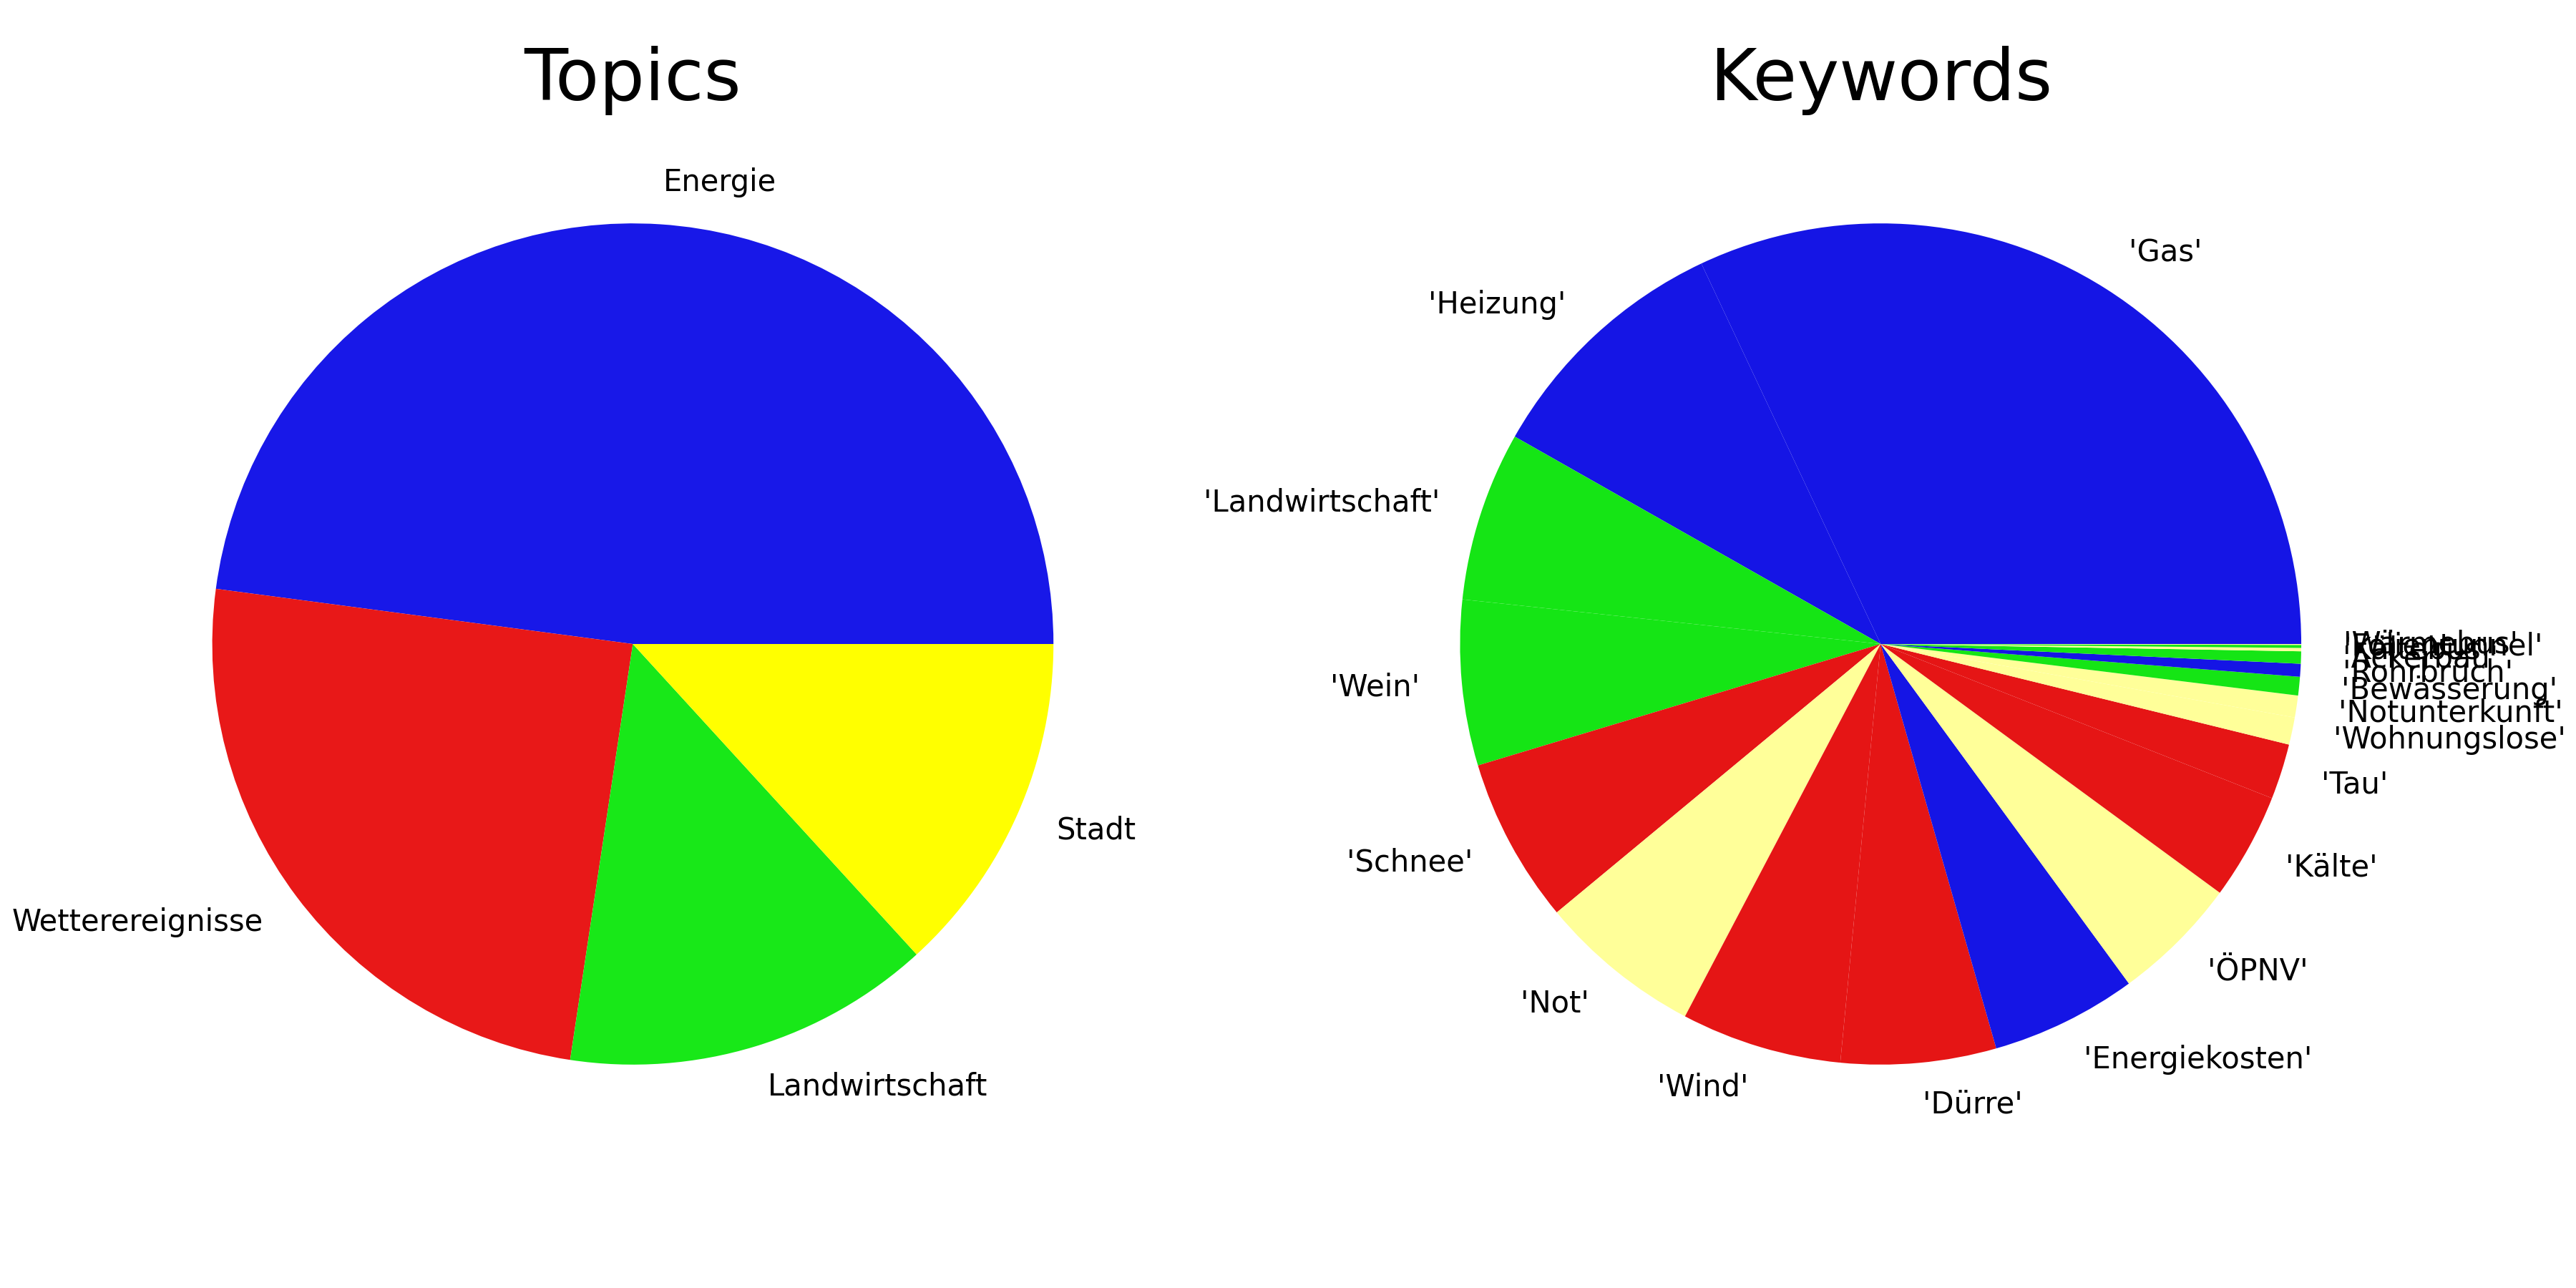 Topics
Energie
Wetterereignisse
Landwirtschaft
Stadt
Keywords
'Gas'
'Heizung'
'Landwirtschaft'
'Wein'
'Schnee'
'Not'
'Wind'
'Dürre'
'Energiekosten'
'ÖPNV'
'Kälte'
'Tau'
'Wohnungslose'
'Notunterkunft'
'Bewässerung'
'Rohrbruch'
'Ackerbau'